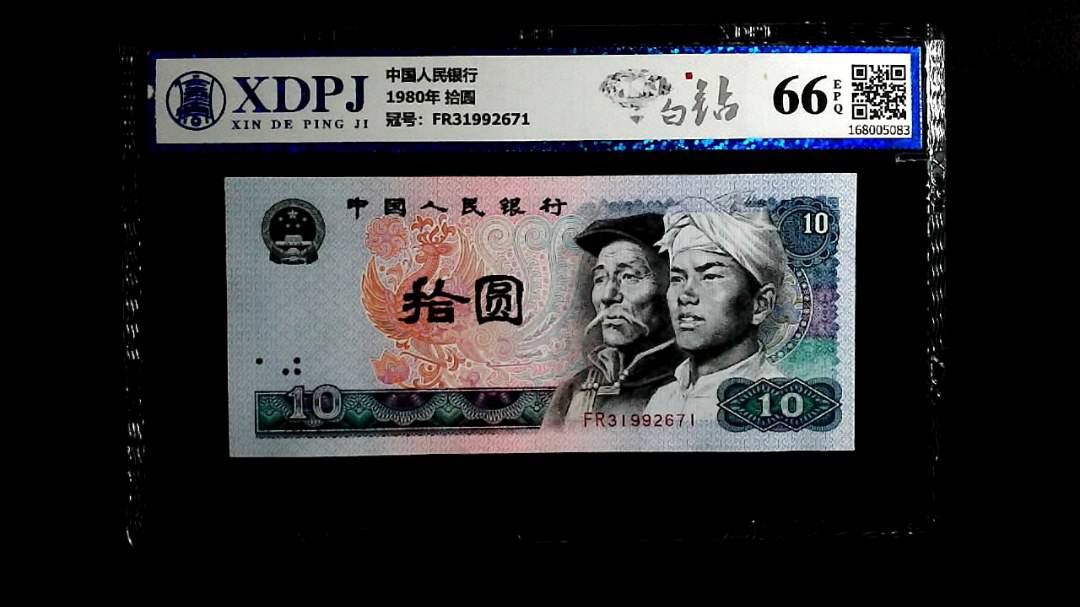 XDPJ
XIN DE PING JI
中国人民银行
1980年 拾圆
冠号：FR31992671
白钻
66
EPQ
168005083
中国人民银行
10
拾圆
10
FR31992671
10